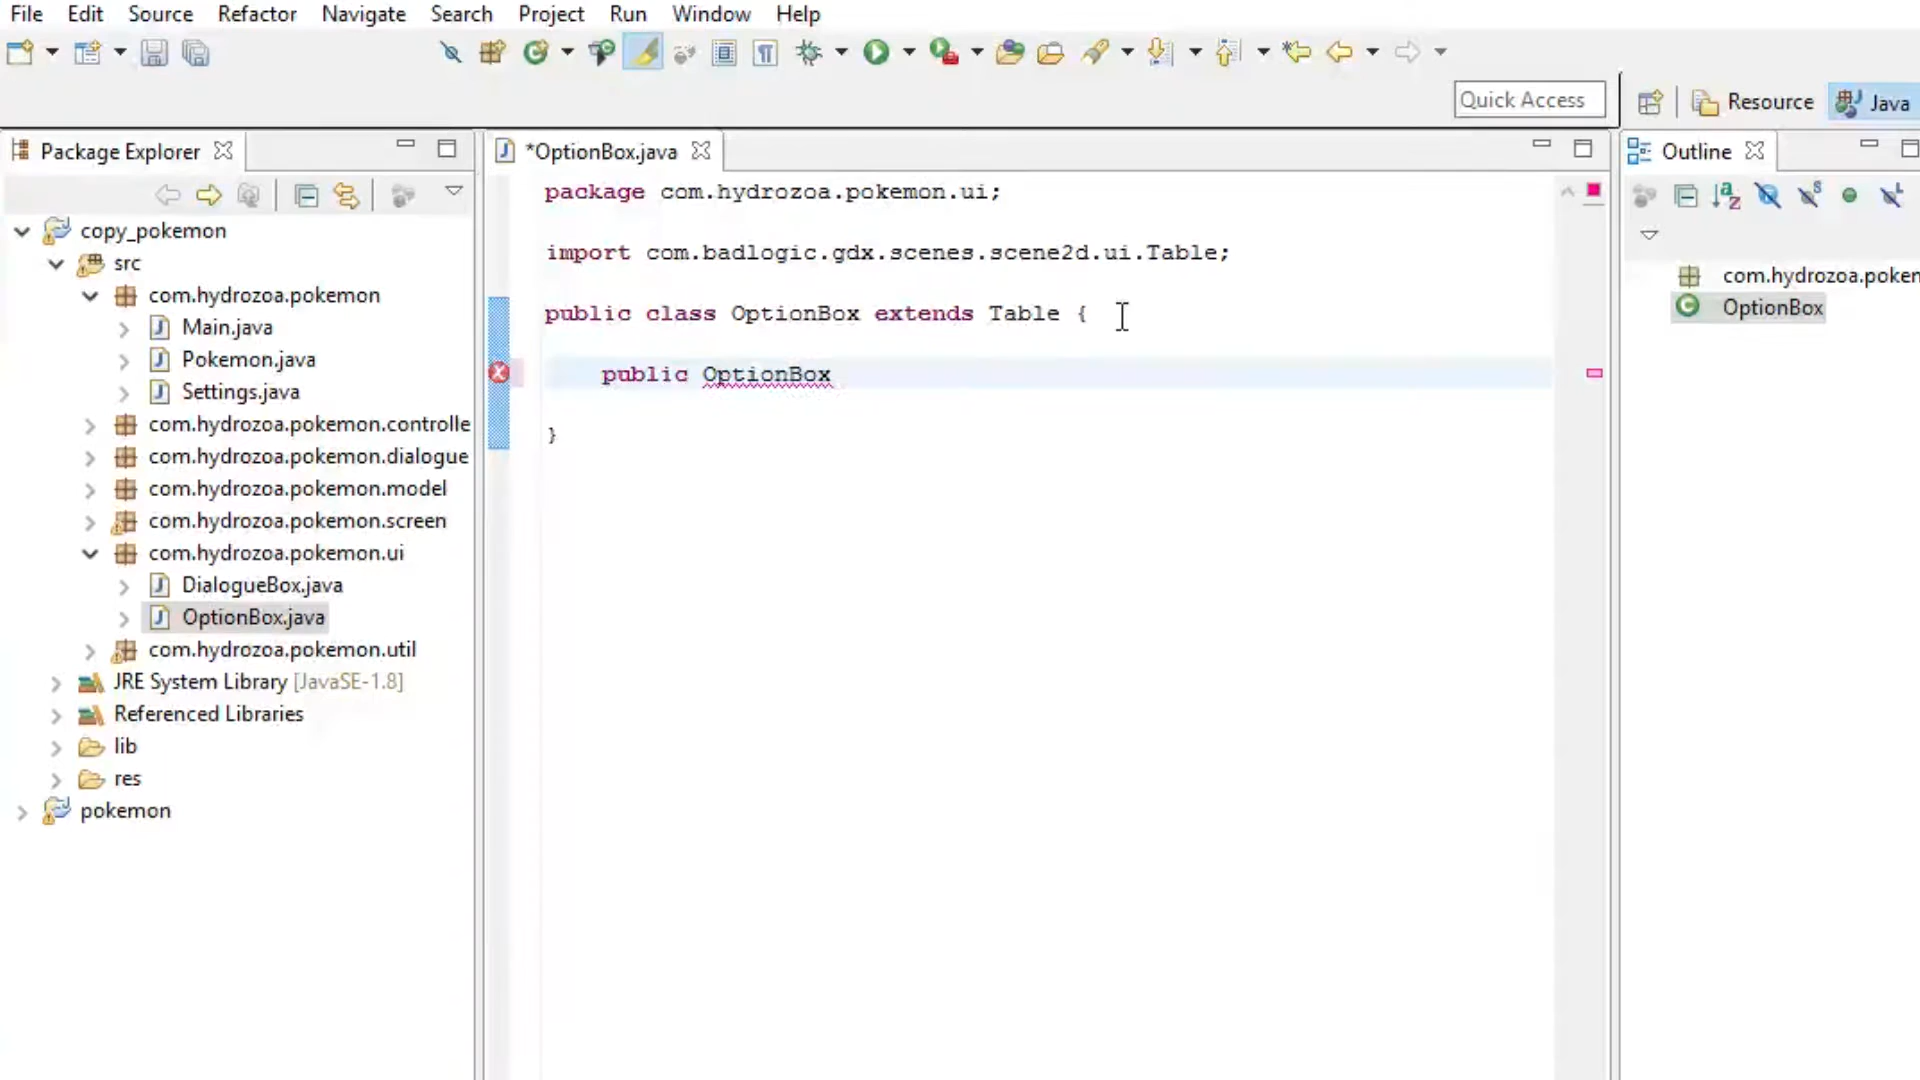 File Edit Source Refactor Navigate Search Project Run Window Help
Quick Access
Resource
Java
Package Explorer
*OptionBox.java
Outline
copy_pokemon
src
com.hydrozoa.pokemon
Main.java
Pokemon.java
Settings.java
com.hydrozoa.pokemon.controlle
com.hydrozoa.pokemon.dialogue
com.hydrozoa.pokemon.model
com.hydrozoa.pokemon.screen
com.hydrozoa.pokemon.ui
DialogueBox.java
OptionBox.java
com.hydrozoa.pokemon.util
JRE System Library [JavaSE-1.8]
Referenced Libraries
lib
res
pokemon
package com.hydrozoa.pokemon.ui;
import com.badlogic.gdx.scenes.scene2d.ui.Table;
public class OptionBox extends Table {
public OptionBox
}
com.hydrozoa.poken
OptionBox